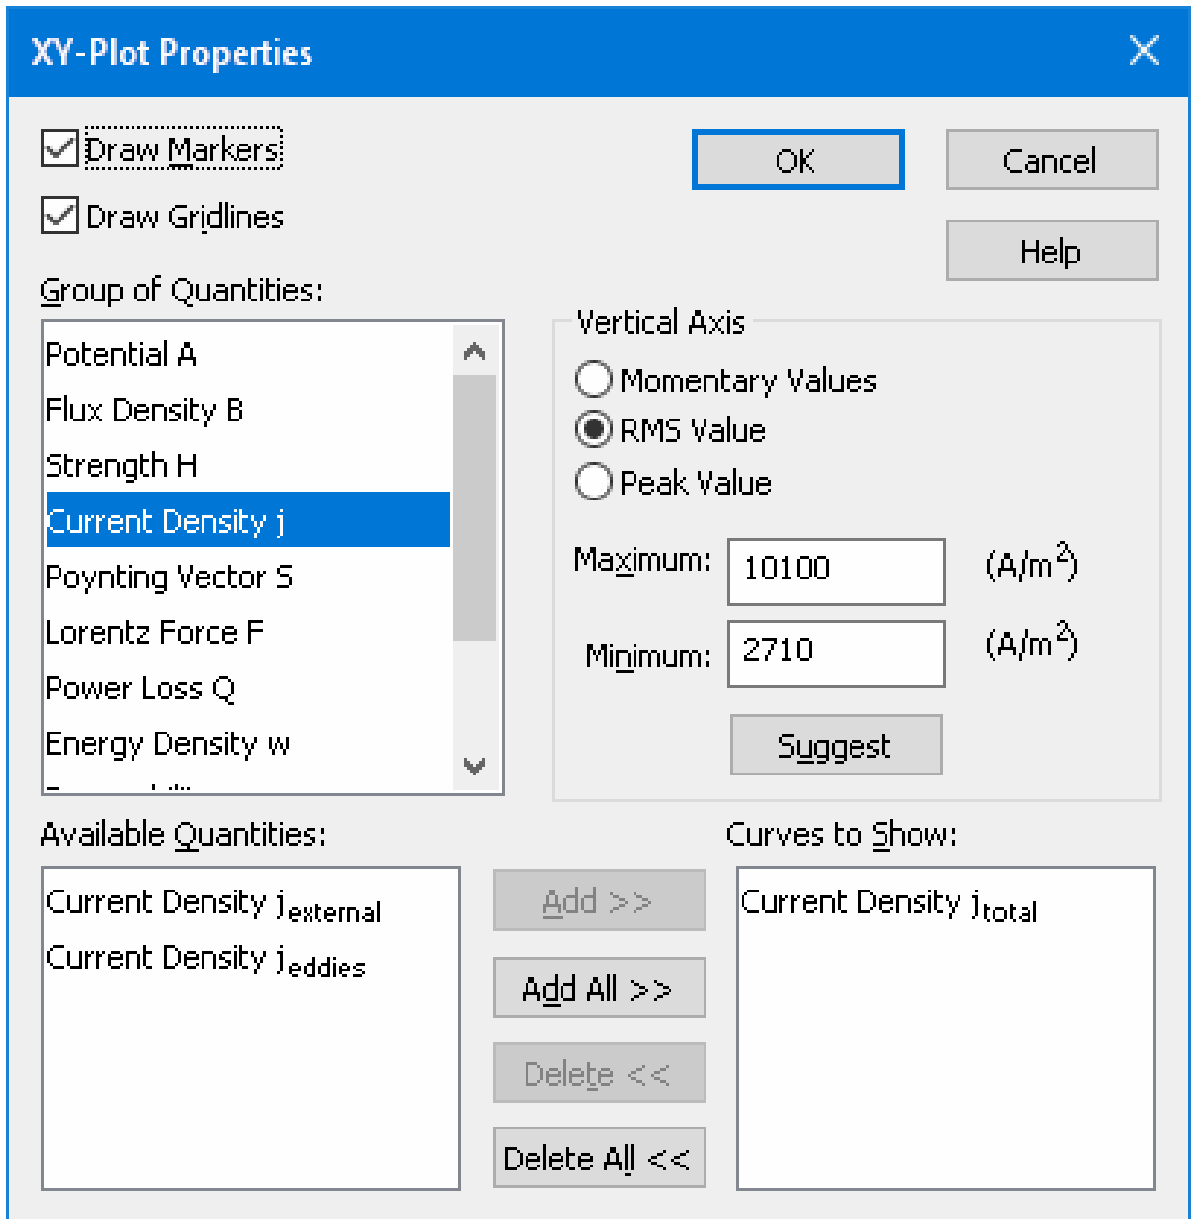 XY-Plot Properties
Draw Markers
Draw Gridlines
OK
Cancel
Help
Group of Quantities:
Potential A
Flux Density B
Strength H
Current Density j
Poynting Vector S
Lorentz Force F
Power Loss Q
Energy Density w
Vertical Axis
Momentary Values
RMS Value
Peak Value
Maximum: 10100 (A/m²)
Minimum: 2710 (A/m²)
Suggest
Available Quantities:
Current Density jexternal
Current Density jeddies
Add >>
Add All >>
Delete <<
Delete All <<
Curves to Show:
Current Density jtotal